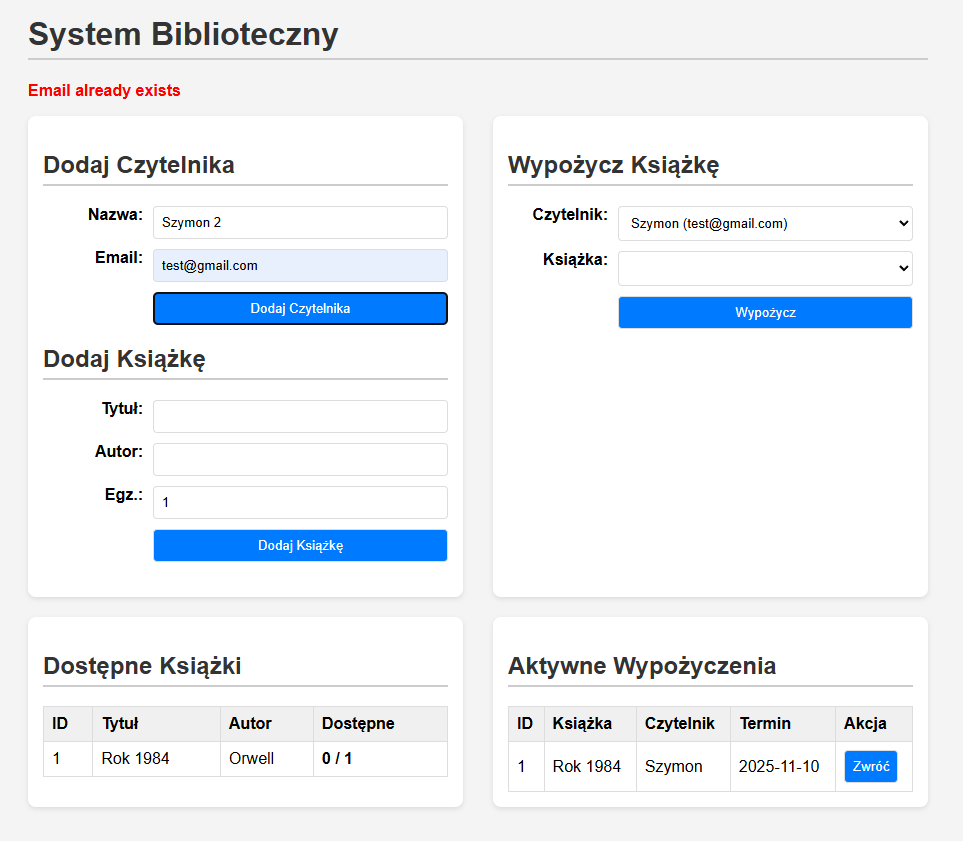 System Biblioteczny
Email already exists
Dodaj Czytelnika
Nazwa: Szymon 2
Email: test@gmail.com
Dodaj Czytelnika
Dodaj Książkę
Tytuł:
Autor:
Egz.: 1
Dodaj Książkę
Wypożycz Książkę
Czytelnik: Szymon (test@gmail.com)
Książka:
Wypożycz
Dostępne Książki
ID Tytuł Autor Dostępne
1 Rok 1984 Orwell 0 / 1
Aktywne Wypożyczenia
ID Książka Czytelnik Termin Akcja
1 Rok 1984 Szymon 2025-11-10 Zwróć